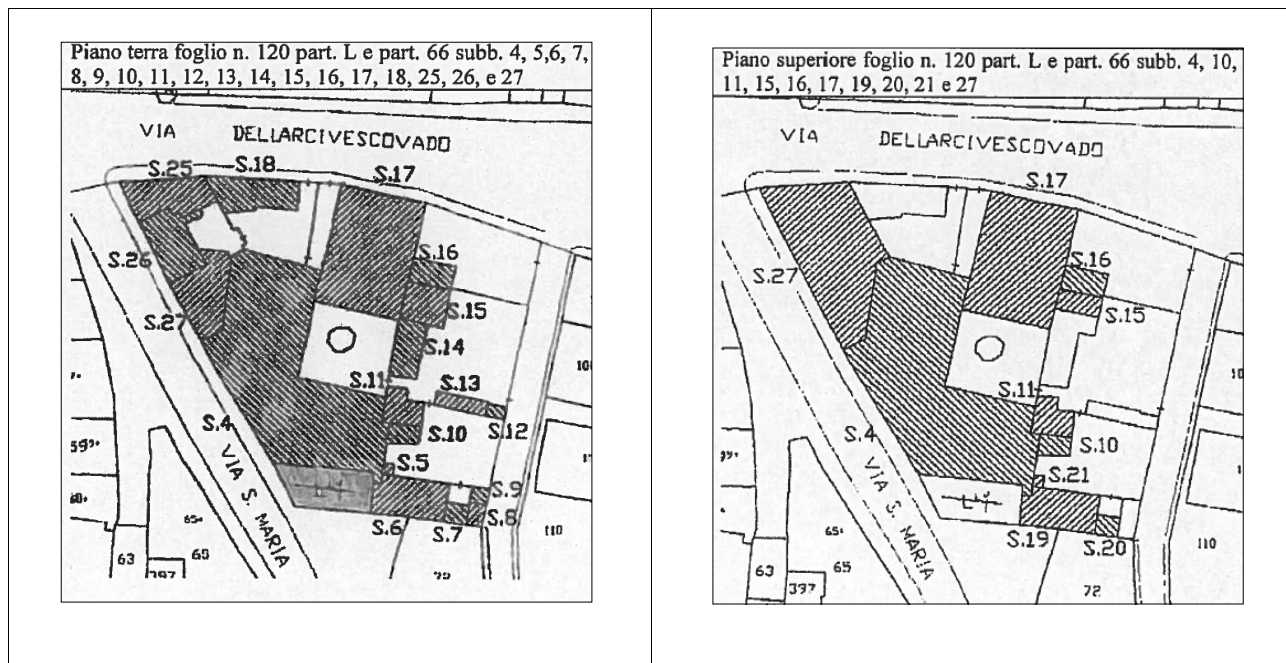 Piano terra foglio n. 120 part. L e part. 66 subb. 4, 5,6, 7,
8, 9, 10, 11, 12, 13, 14, 15, 16, 17, 18, 25, 26, e 27
VIA DELLARCIVESCOVADO
S.25 S.18 S.17
S.16
S.26
S.15
S.27
S.14
S.11 S.13
S.4 S.10 S.12
S.5
VIA S. MARIA
S.9
S.6 S.7 S.8
65
63 65 110
397 72
Piano superiore foglio n. 120 part. L e part. 66 subb. 4, 10,
11, 15, 16, 17, 19, 20, 21 e 27
VIA DELLARCIVESCOVADO
S.17
S.16
S.27
S.15
S.11
S.4 S.10
VIA S. MARIA
S.21
L
S.19 S.20
65
63 65 110
397 72